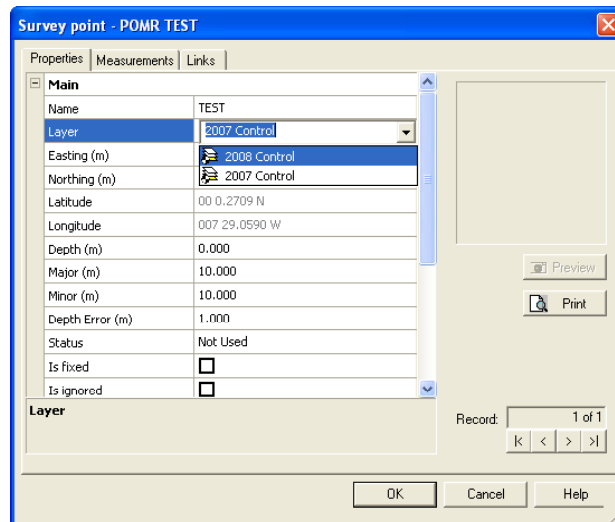 Survey point - POMR TEST
Properties Measurements Links
Main
Name TEST
Layer 2007 Control
Easting (m) 2008 Control
Northing (m) 2007 Control
Latitude 00 0.2709 N
Longitude 007 29.0590 W
Depth (m) 0.000
Major (m) 10.000
Minor (m) 10.000
Depth Error (m) 1.000
Status Not Used
Is fixed
Is ignored
Layer
Preview
Print
Record: 1 of 1
OK Cancel Help